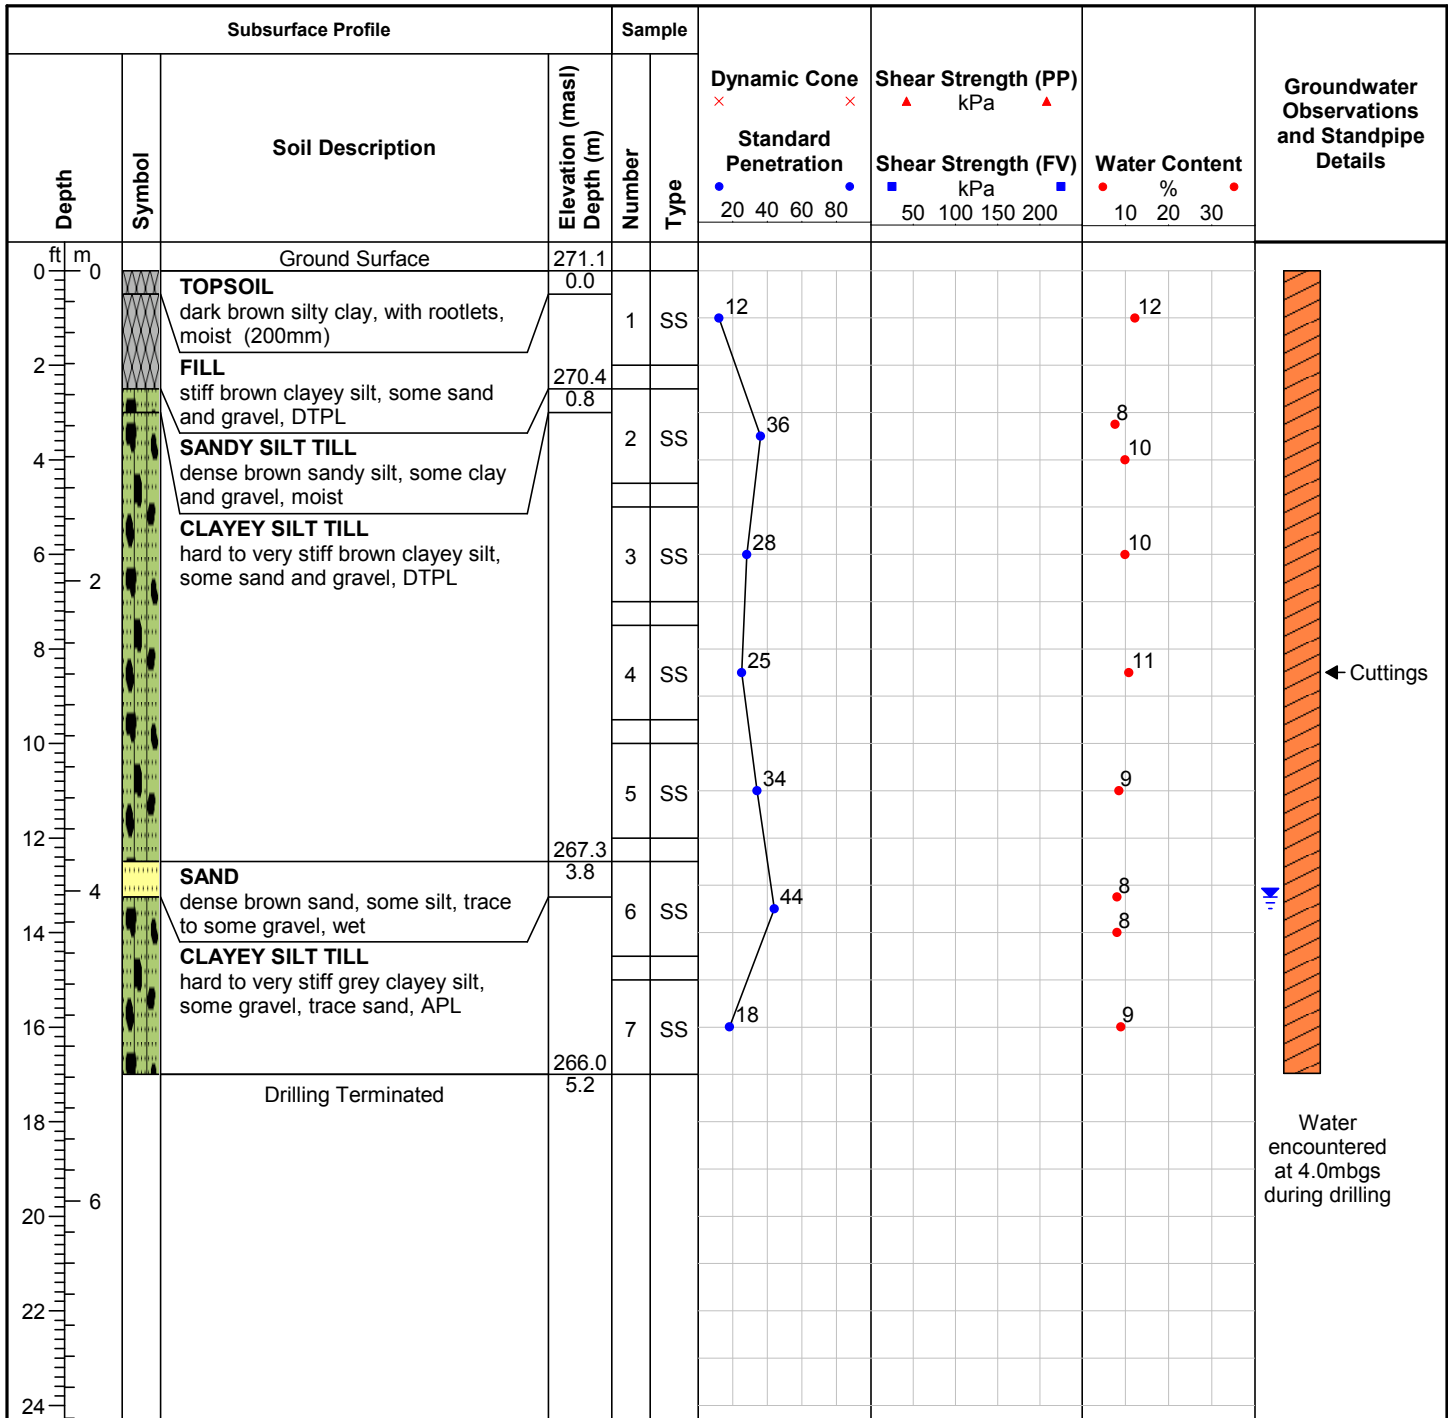 Subsurface Profile
Sample
Depth
Symbol
Soil Description
Elevation (masl)
Depth (m)
Number
Type
Dynamic Cone
Standard
Penetration
20 40 60 80
Shear Strength (PP)
kPa
Shear Strength (FV)
kPa
50 100 150 200
Water Content
%
10 20 30
Groundwater
Observations
and Standpipe
Details
ft m
Ground Surface
271.1
0.0
0
0
TOPSOIL
dark brown silty clay, with rootlets,
moist (200mm)
1 SS
12
12
2
FILL
stiff brown clayey silt, some sand
and gravel, DTPL
270.4
0.8
2 SS
36
8
10
4
SANDY SILT TILL
dense brown sandy silt, some clay
and gravel, moist
CLAYEY SILT TILL
hard to very stiff brown clayey silt,
some sand and gravel, DTPL
6
2
3 SS
28
10
8
4 SS
25
11
Cuttings
10
5 SS
34
9
12
267.3
3.8
SAND
dense brown sand, some silt, trace
to some gravel, wet
4
6 SS
44
8
8
14
CLAYEY SILT TILL
hard to very stiff grey clayey silt,
some gravel, trace sand, APL
16
7 SS
18
9
266.0
5.2
Drilling Terminated
18
Water
encountered
at 4.0mbgs
during drilling
6
20
22
24